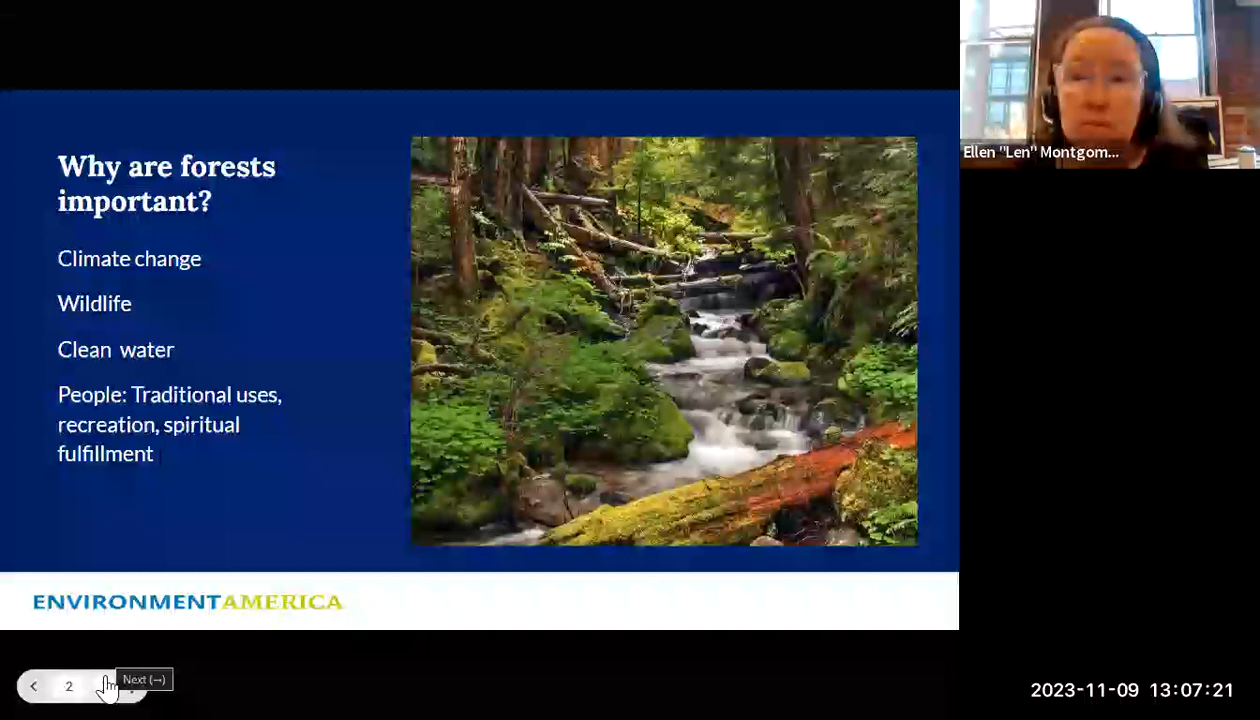 Why are forests
important?
Climate change
Wildlife
Clean water
People: Traditional uses,
recreation, spiritual
fulfillment
ENVIRONMENTAMERICA
Ellen "Len" Montgom...
2
Next (→)
2023-11-09 13:07:21